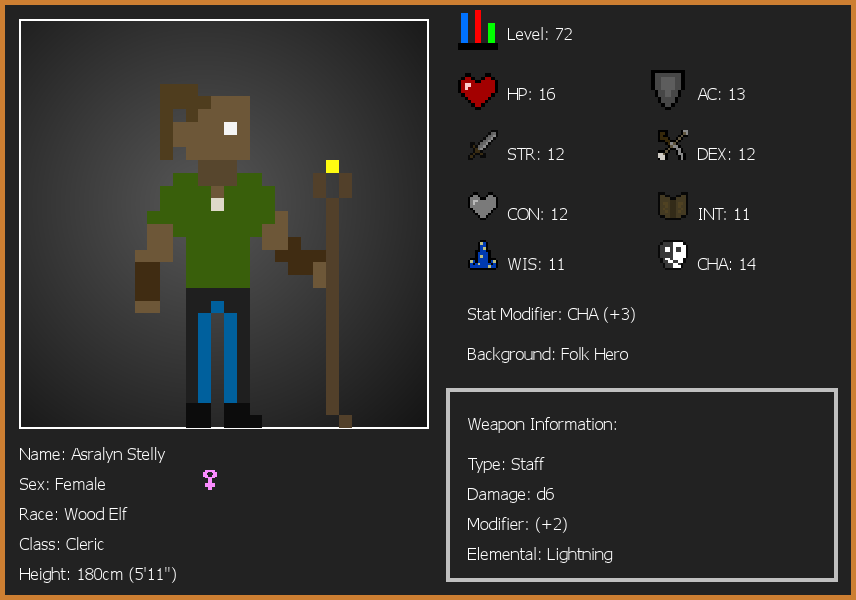 Level: 72
HP: 16
AC: 13
STR: 12
DEX: 12
CON: 12
INT: 11
WIS: 11
CHA: 14
Stat Modifier: CHA (+3)
Background: Folk Hero
Weapon Information:
Type: Staff
Damage: d6
Modifier: (+2)
Elemental: Lightning
Name: Asralyn Stelly
Sex: Female
Race: Wood Elf
Class: Cleric
Height: 180cm (5'11")